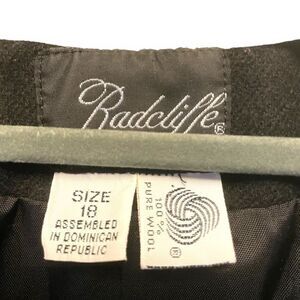 Radcliffe®
SIZE
18
ASSEMBLED
IN DOMINICAN
REPUBLIC
100%
PURE WOOL
®